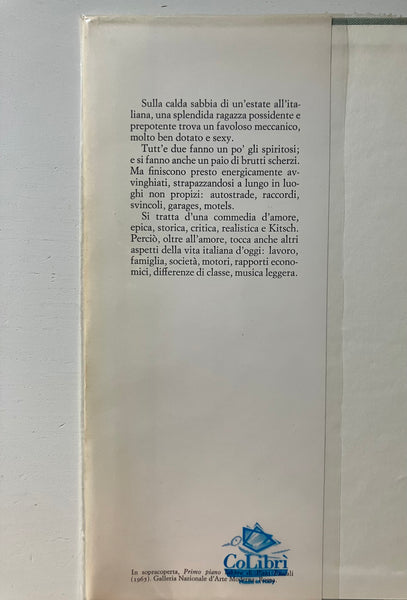 Sulla calda sabbia di un'estate all'ita-
liana, una splendida ragazza possidente e
prepotente trova un favoloso meccanico,
molto ben dotato e sexy.
Tutt'e due fanno un po' gli spiritosi;
e si fanno anche un paio di brutti scherzi.
Ma finiscono presto energicamente av-
vinghiati, strapazzandosi a lungo in luo-
ghi non propizi: autostrade, raccordi,
svincoli, garages, motels.
Si tratta d'una commedia d'amore,
epica, storica, critica, realistica e Kitsch.
Perciò, oltre all'amore, tocca anche altri
aspetti della vita italiana d'oggi: lavoro,
famiglia, società, motori, rapporti econo-
mici, differenze di classe, musica leggera.
CoLibrì
In sopracoperta, Primo piano
(1963). Galleria Nazionale d'Arte